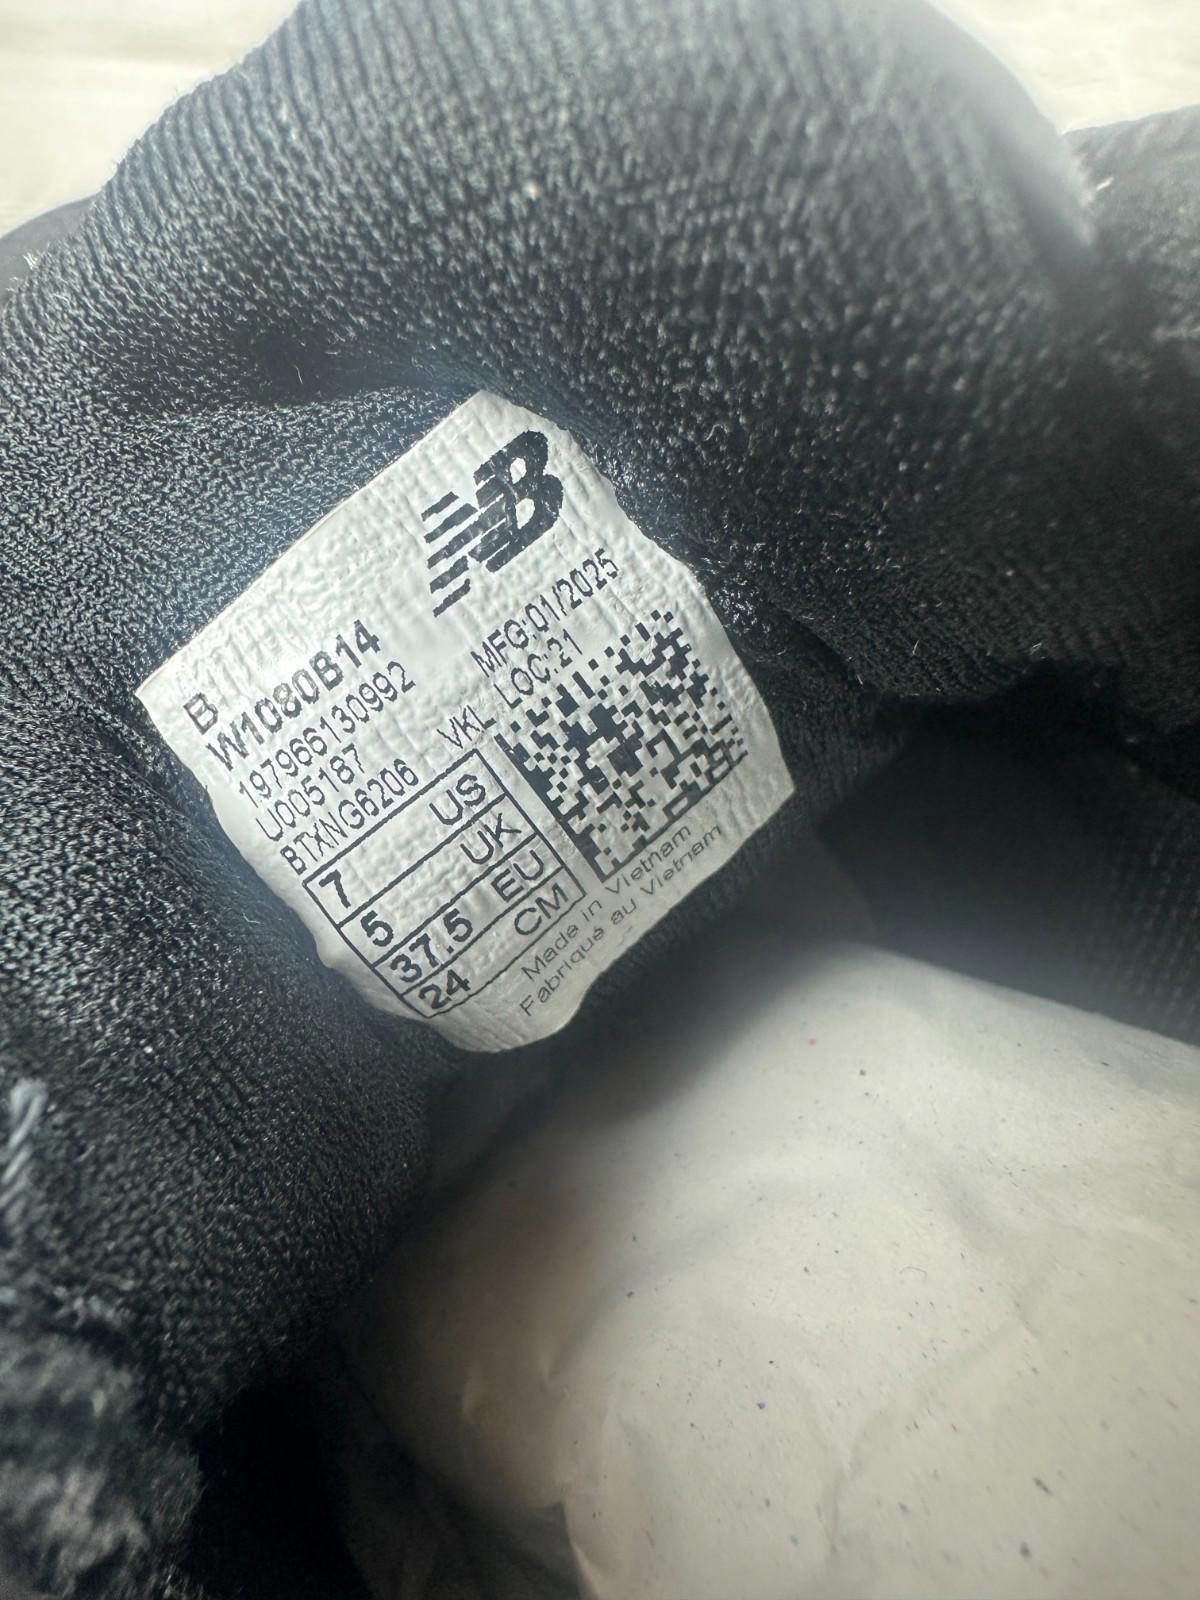 NB
B
W1080B14
197966130992
U005187
BTXNG6206
VKL
MFG:01/2025
LOC:21
7 US
5 UK
37.5 EU
24 CM
Made in Vietnam
Fabriqué au Vietnam